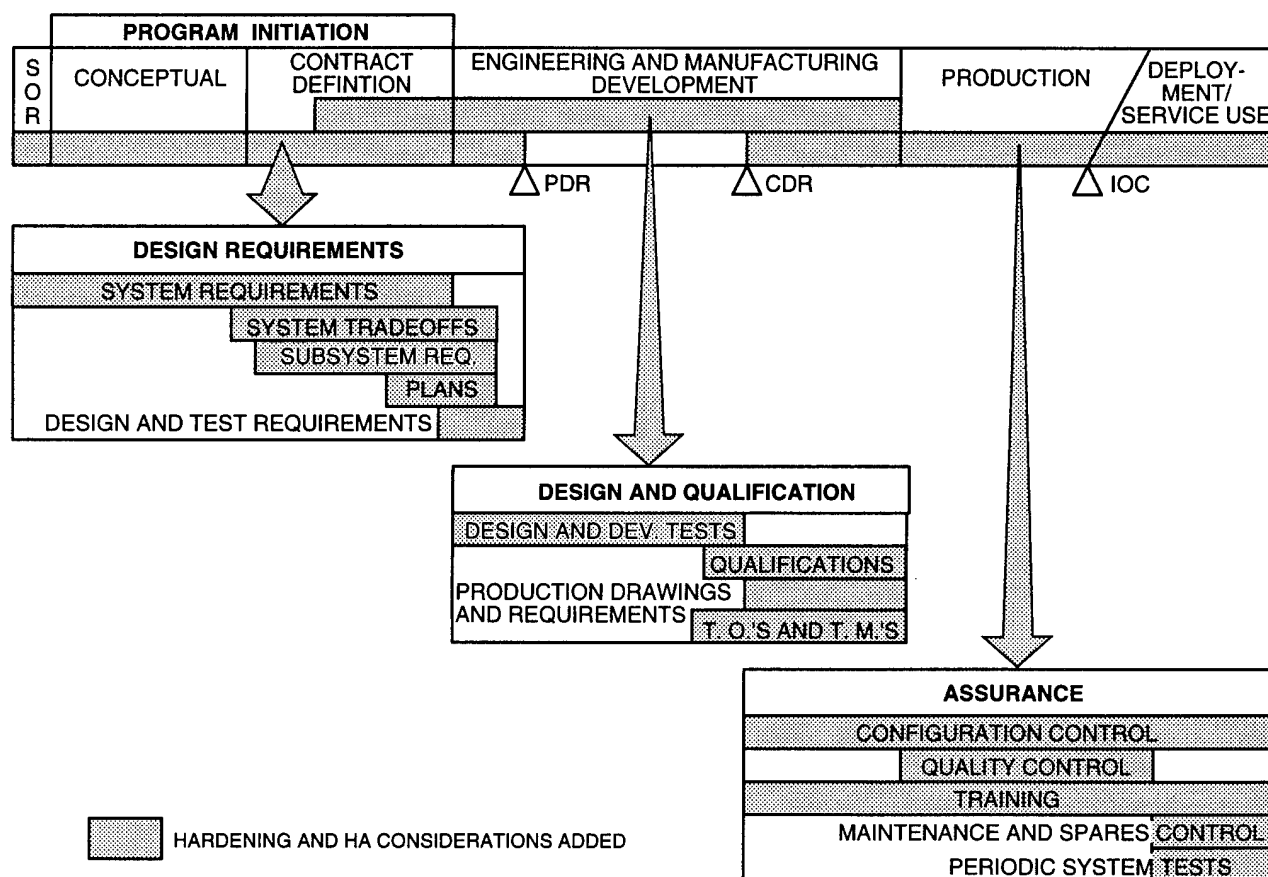 PROGRAM INITIATION
S
O
R
CONCEPTUAL
CONTRACT
DEFINTION
ENGINEERING AND MANUFACTURING
DEVELOPMENT
PRODUCTION
DEPLOY-
MENT/
SERVICE USE
PDR
CDR
IOC
DESIGN REQUIREMENTS
SYSTEM REQUIREMENTS
SYSTEM TRADEOFFS
SUBSYSTEM REQ.
PLANS
DESIGN AND TEST REQUIREMENTS
DESIGN AND QUALIFICATION
DESIGN AND DEV. TESTS
QUALIFICATIONS
PRODUCTION DRAWINGS
AND REQUIREMENTS
T. O.'S AND T. M.'S
ASSURANCE
CONFIGURATION CONTROL
QUALITY CONTROL
TRAINING
MAINTENANCE AND SPARES CONTROL
PERIODIC SYSTEM TESTS
HARDENING AND HA CONSIDERATIONS ADDED